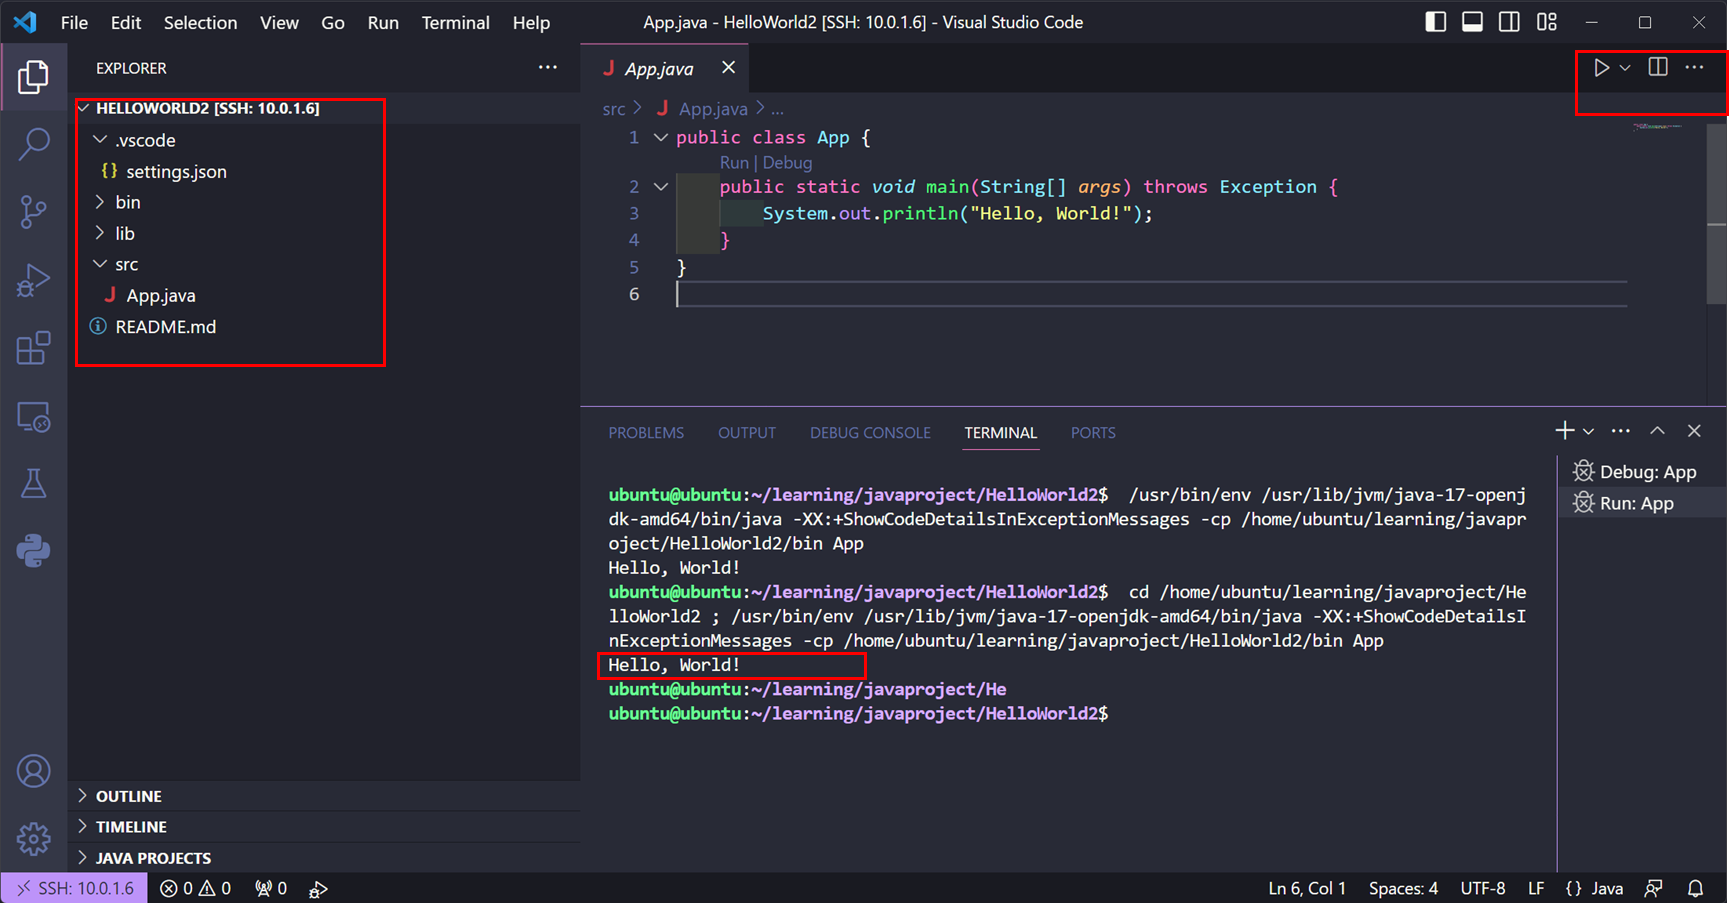 File Edit Selection View Go Run Terminal Help
App.java - HelloWorld2 [SSH: 10.0.1.6] - Visual Studio Code
EXPLORER
HELLOWORLD2 [SSH: 10.0.1.6]
.vscode
{} settings.json
bin
lib
src
J App.java
README.md
OUTLINE
TIMELINE
JAVA PROJECTS
J App.java
src > J App.java > ...
1 public class App {
Run | Debug
2 public static void main(String[] args) throws Exception {
3 System.out.println("Hello, World!");
4 }
5 }
6
PROBLEMS OUTPUT DEBUG CONSOLE TERMINAL PORTS
ubuntu@ubuntu:~/learning/javaproject/HelloWorld2$ /usr/bin/env /usr/lib/jvm/java-17-openj
dk-amd64/bin/java -XX:+ShowCodeDetailsInExceptionMessages -cp /home/ubuntu/learning/javapr
oject/HelloWorld2/bin App
Hello, World!
ubuntu@ubuntu:~/learning/javaproject/HelloWorld2$ cd /home/ubuntu/learning/javaproject/He
lloWorld2 ; /usr/bin/env /usr/lib/jvm/java-17-openjdk-amd64/bin/java -XX:+ShowCodeDetailsI
nExceptionMessages -cp /home/ubuntu/learning/javaproject/HelloWorld2/bin App
Hello, World!
ubuntu@ubuntu:~/learning/javaproject/He
ubuntu@ubuntu:~/learning/javaproject/HelloWorld2$
Debug: App
Run: App
SSH: 10.0.1.6 0 0 0 Ln 6, Col 1 Spaces: 4 UTF-8 LF {} Java